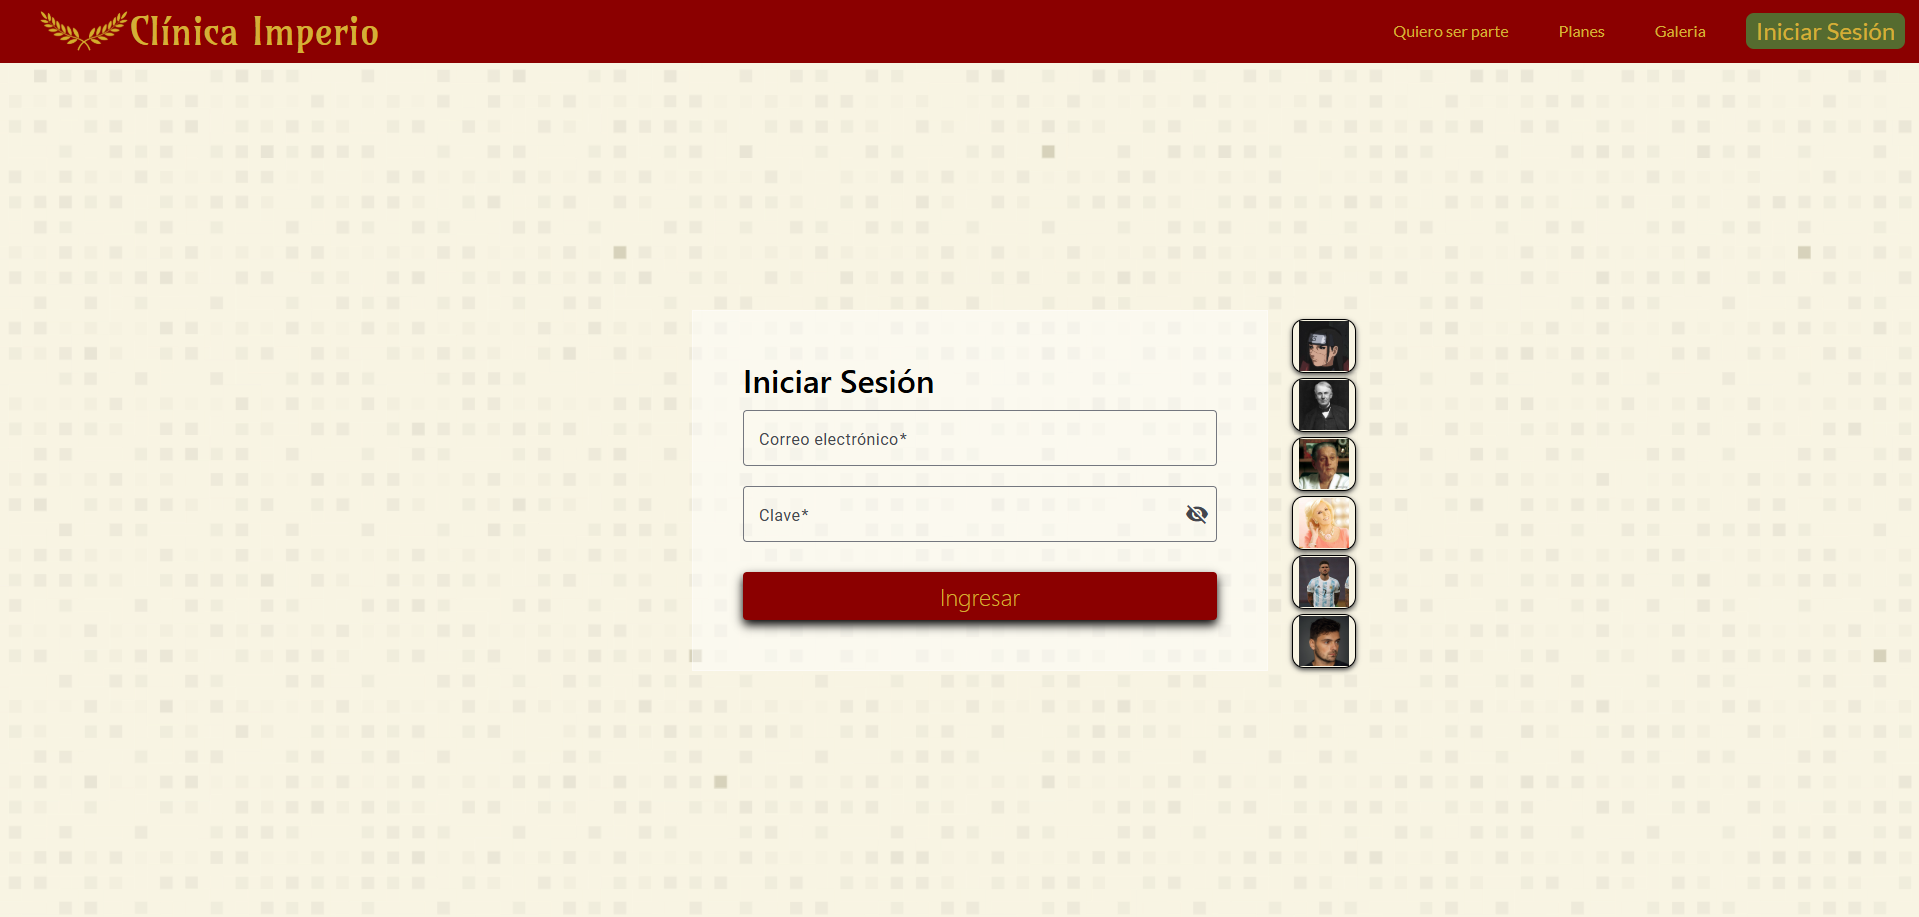 Clínica Imperio
Quiero ser parte
Planes
Galeria
Iniciar Sesión
Iniciar Sesión
Correo electrónico*
Clave*
Ingresar